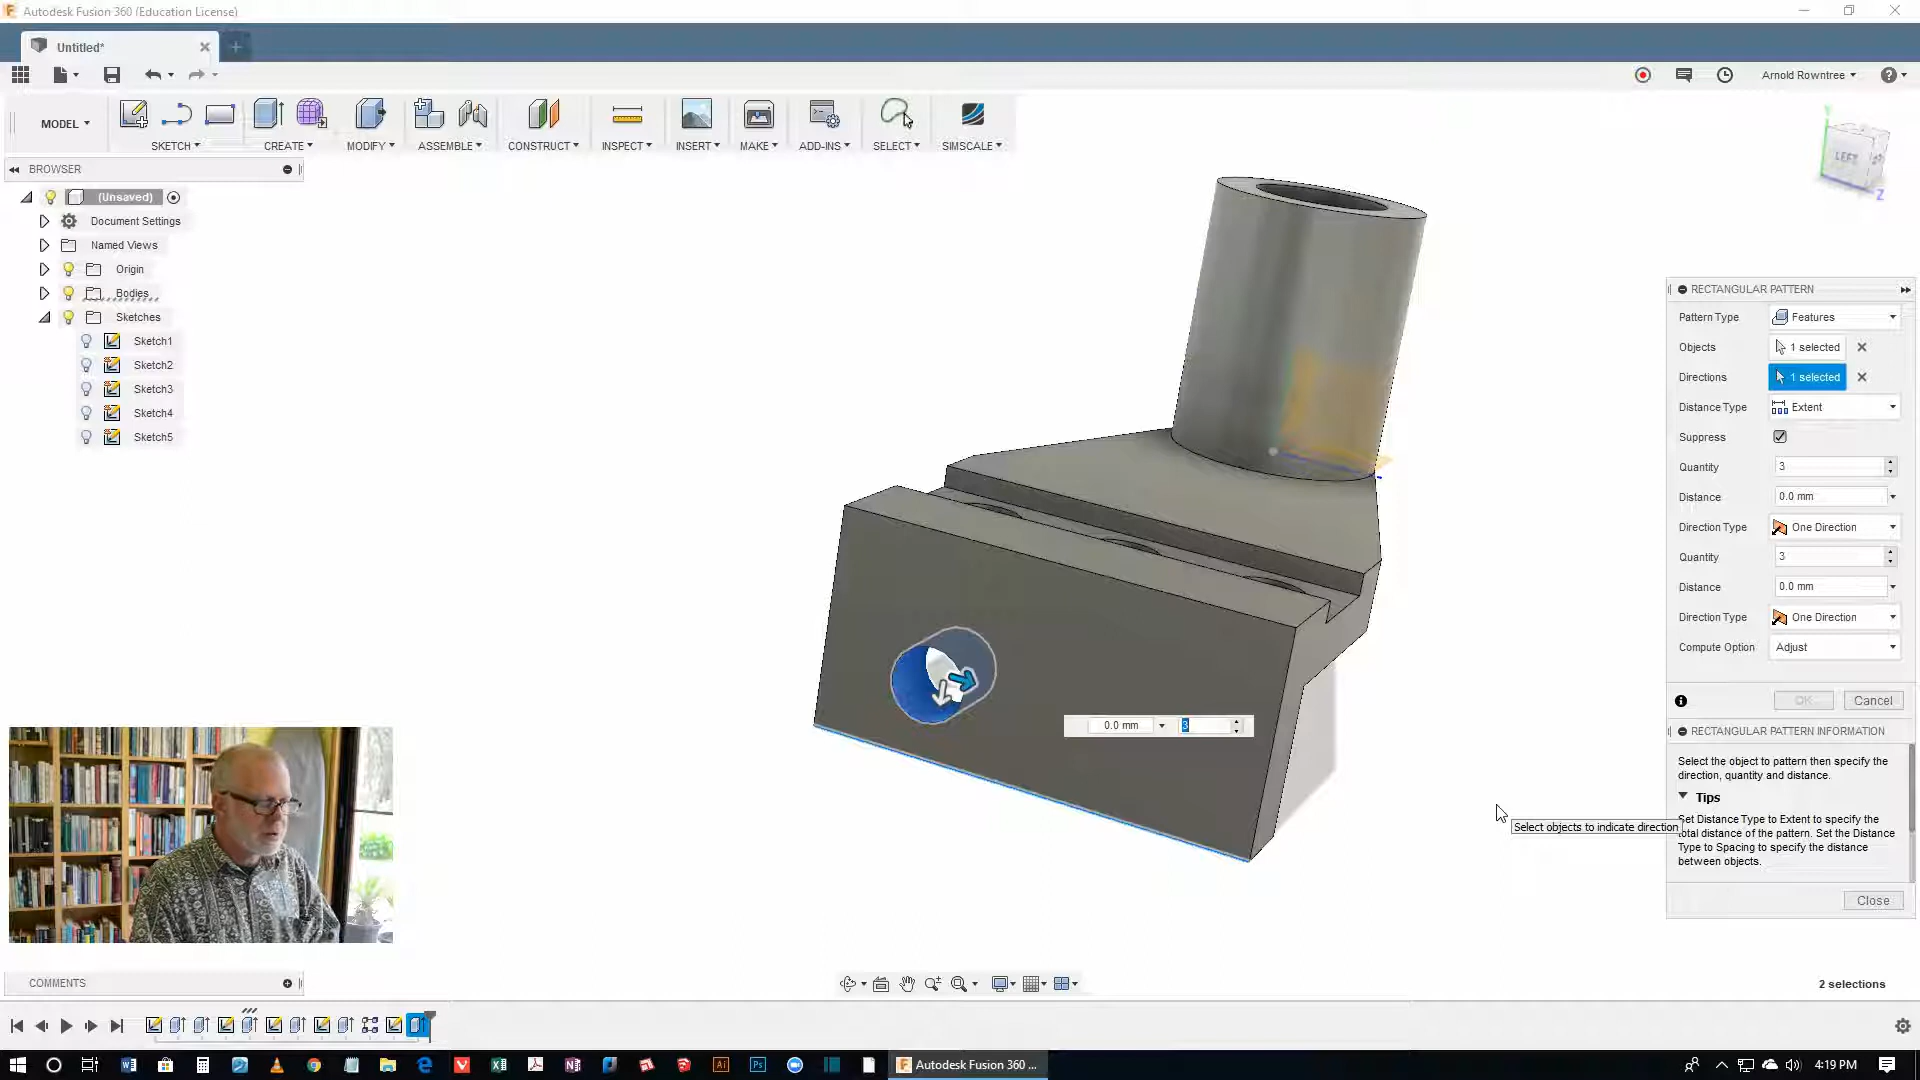 Autodesk Fusion 360 (Education License)
Untitled*
Arnold Rowntree
MODEL
SKETCH CREATE MODIFY ASSEMBLE CONSTRUCT INSPECT INSERT MAKE ADD-INS SELECT SIMSCALE
BROWSER
(Unsaved)
Document Settings
Named Views
Origin
Bodies
Sketches
Sketch1
Sketch2
Sketch3
Sketch4
Sketch5
LEFT
Y
Z
RECTANGULAR PATTERN
Pattern Type Features
Objects 1 selected
Directions 1 selected
Distance Type Extent
Suppress
Quantity 3
Distance 0.0 mm
Direction Type One Direction
Quantity 3
Distance 0.0 mm
Direction Type One Direction
Compute Option Adjust
OK Cancel
0.0 mm 3
RECTANGULAR PATTERN INFORMATION
Select the object to pattern then specify the
direction, quantity and distance.
Tips
Set Distance Type to Extent to specify the
total distance of the pattern. Set the Distance
Type to Spacing to specify the distance
between objects.
Select objects to indicate direction
Close
COMMENTS
2 selections
Autodesk Fusion 360 ...
4:19 PM